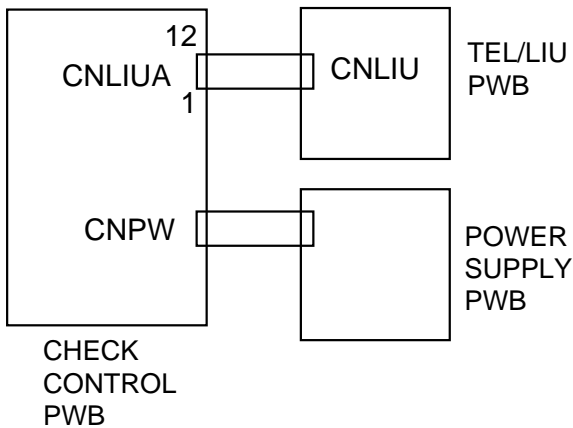 12
CNLIUA
1
CNLIU
TEL/LIU
PWB
CNPW
POWER
SUPPLY
PWB
CHECK
CONTROL
PWB